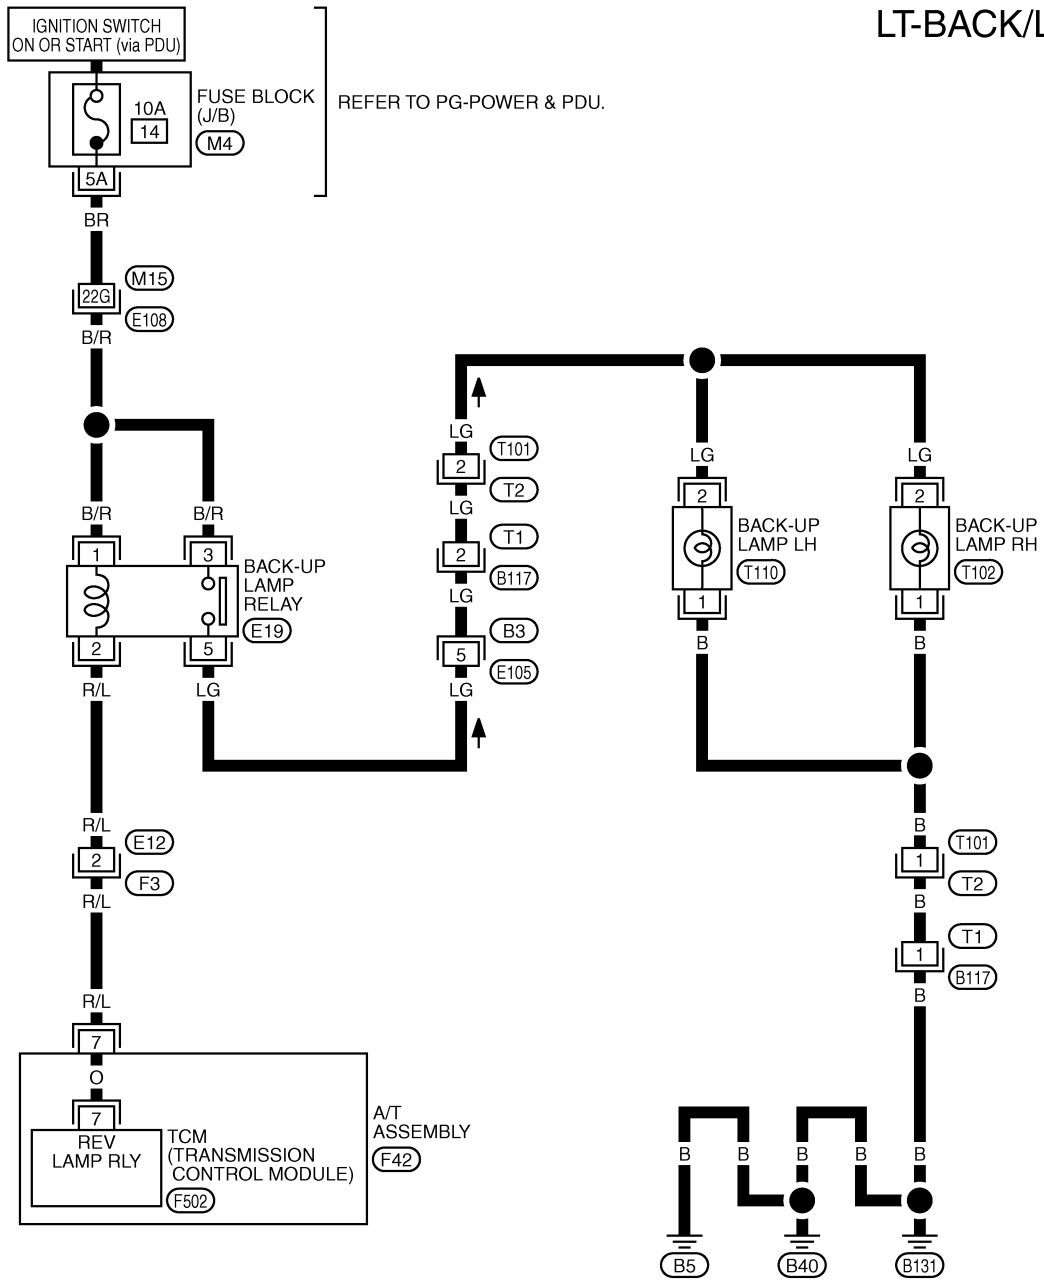 LT-BACK/L
IGNITION SWITCH
ON OR START (via PDU)
FUSE BLOCK
(J/B)
10A
14
M4
REFER TO PG-POWER & PDU.
5A
BR
M15
22G
E108
B/R
B/R
B/R
1
3
BACK-UP
LAMP
RELAY
E19
2
5
R/L
LG
LG
T101
2
T2
LG
T1
2
B117
LG
B3
5
E105
LG
LG
LG
2
2
BACK-UP
LAMP LH
T110
BACK-UP
LAMP RH
T102
1
1
B
B
R/L
E12
2
F3
R/L
R/L
7
O
7
REV
LAMP RLY
TCM
(TRANSMISSION
CONTROL MODULE)
F502
A/T
ASSEMBLY
F42
B
T101
1
T2
B
T1
1
B117
B
B
B
B
B
B
B5
B40
B131